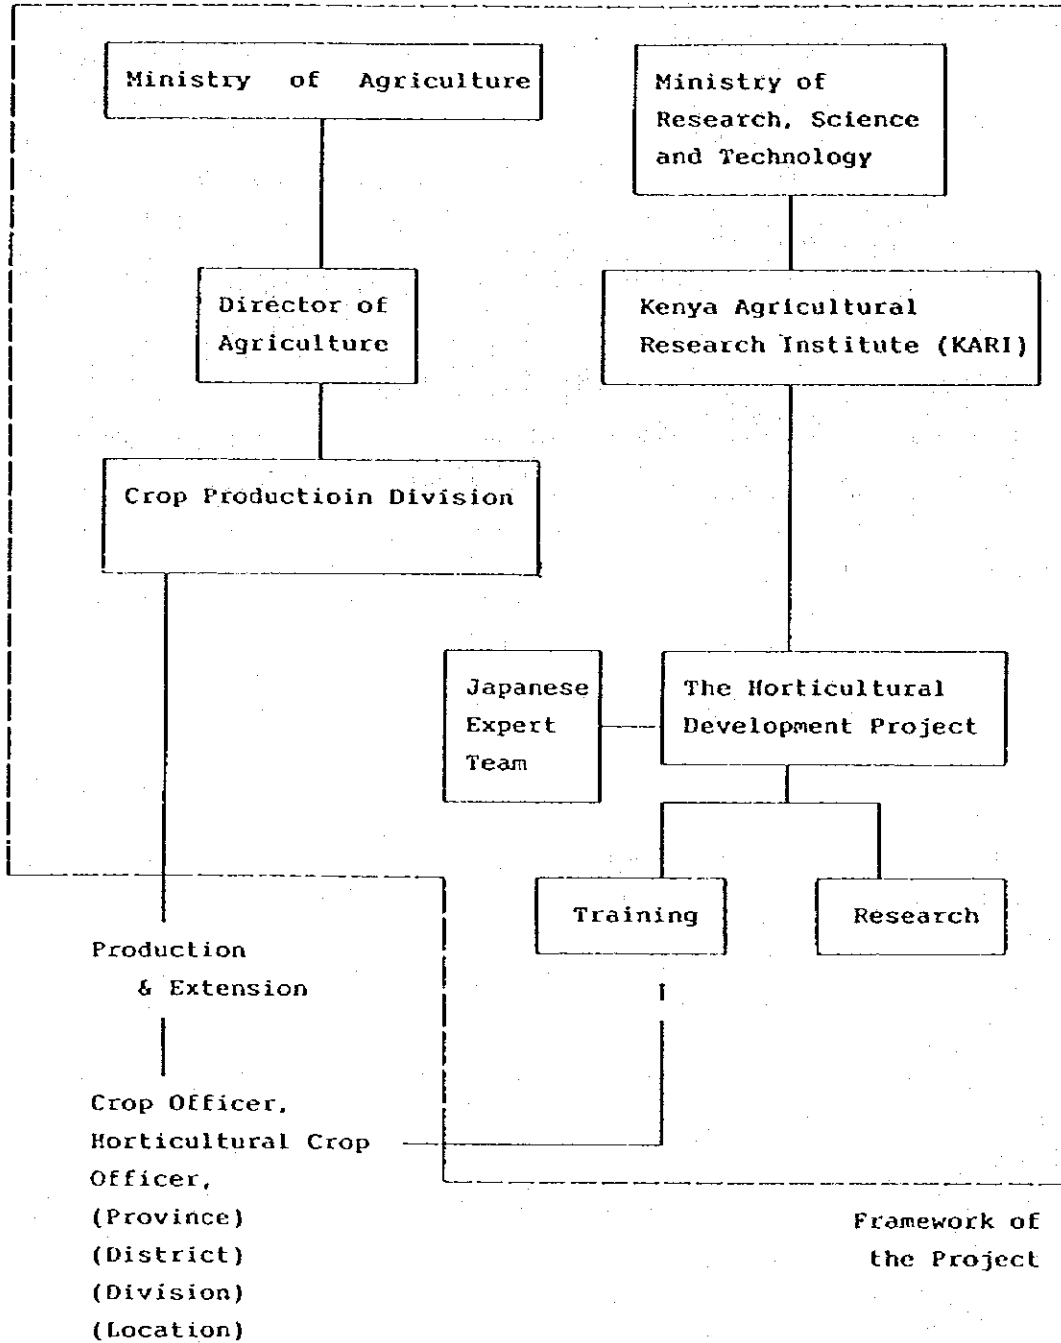 Ministry of Agriculture
Ministry of
Research, Science
and Technology
Director of
Agriculture
Kenya Agricultural
Research Institute (KARI)
Crop Productioin Division
Japanese
Expert
Team
The Horticultural
Development Project
Training
Research
Production
& Extension
Crop Officer,
Horticultural Crop
Officer,
(Province)
(District)
(Division)
(Location)
Framework of
the Project